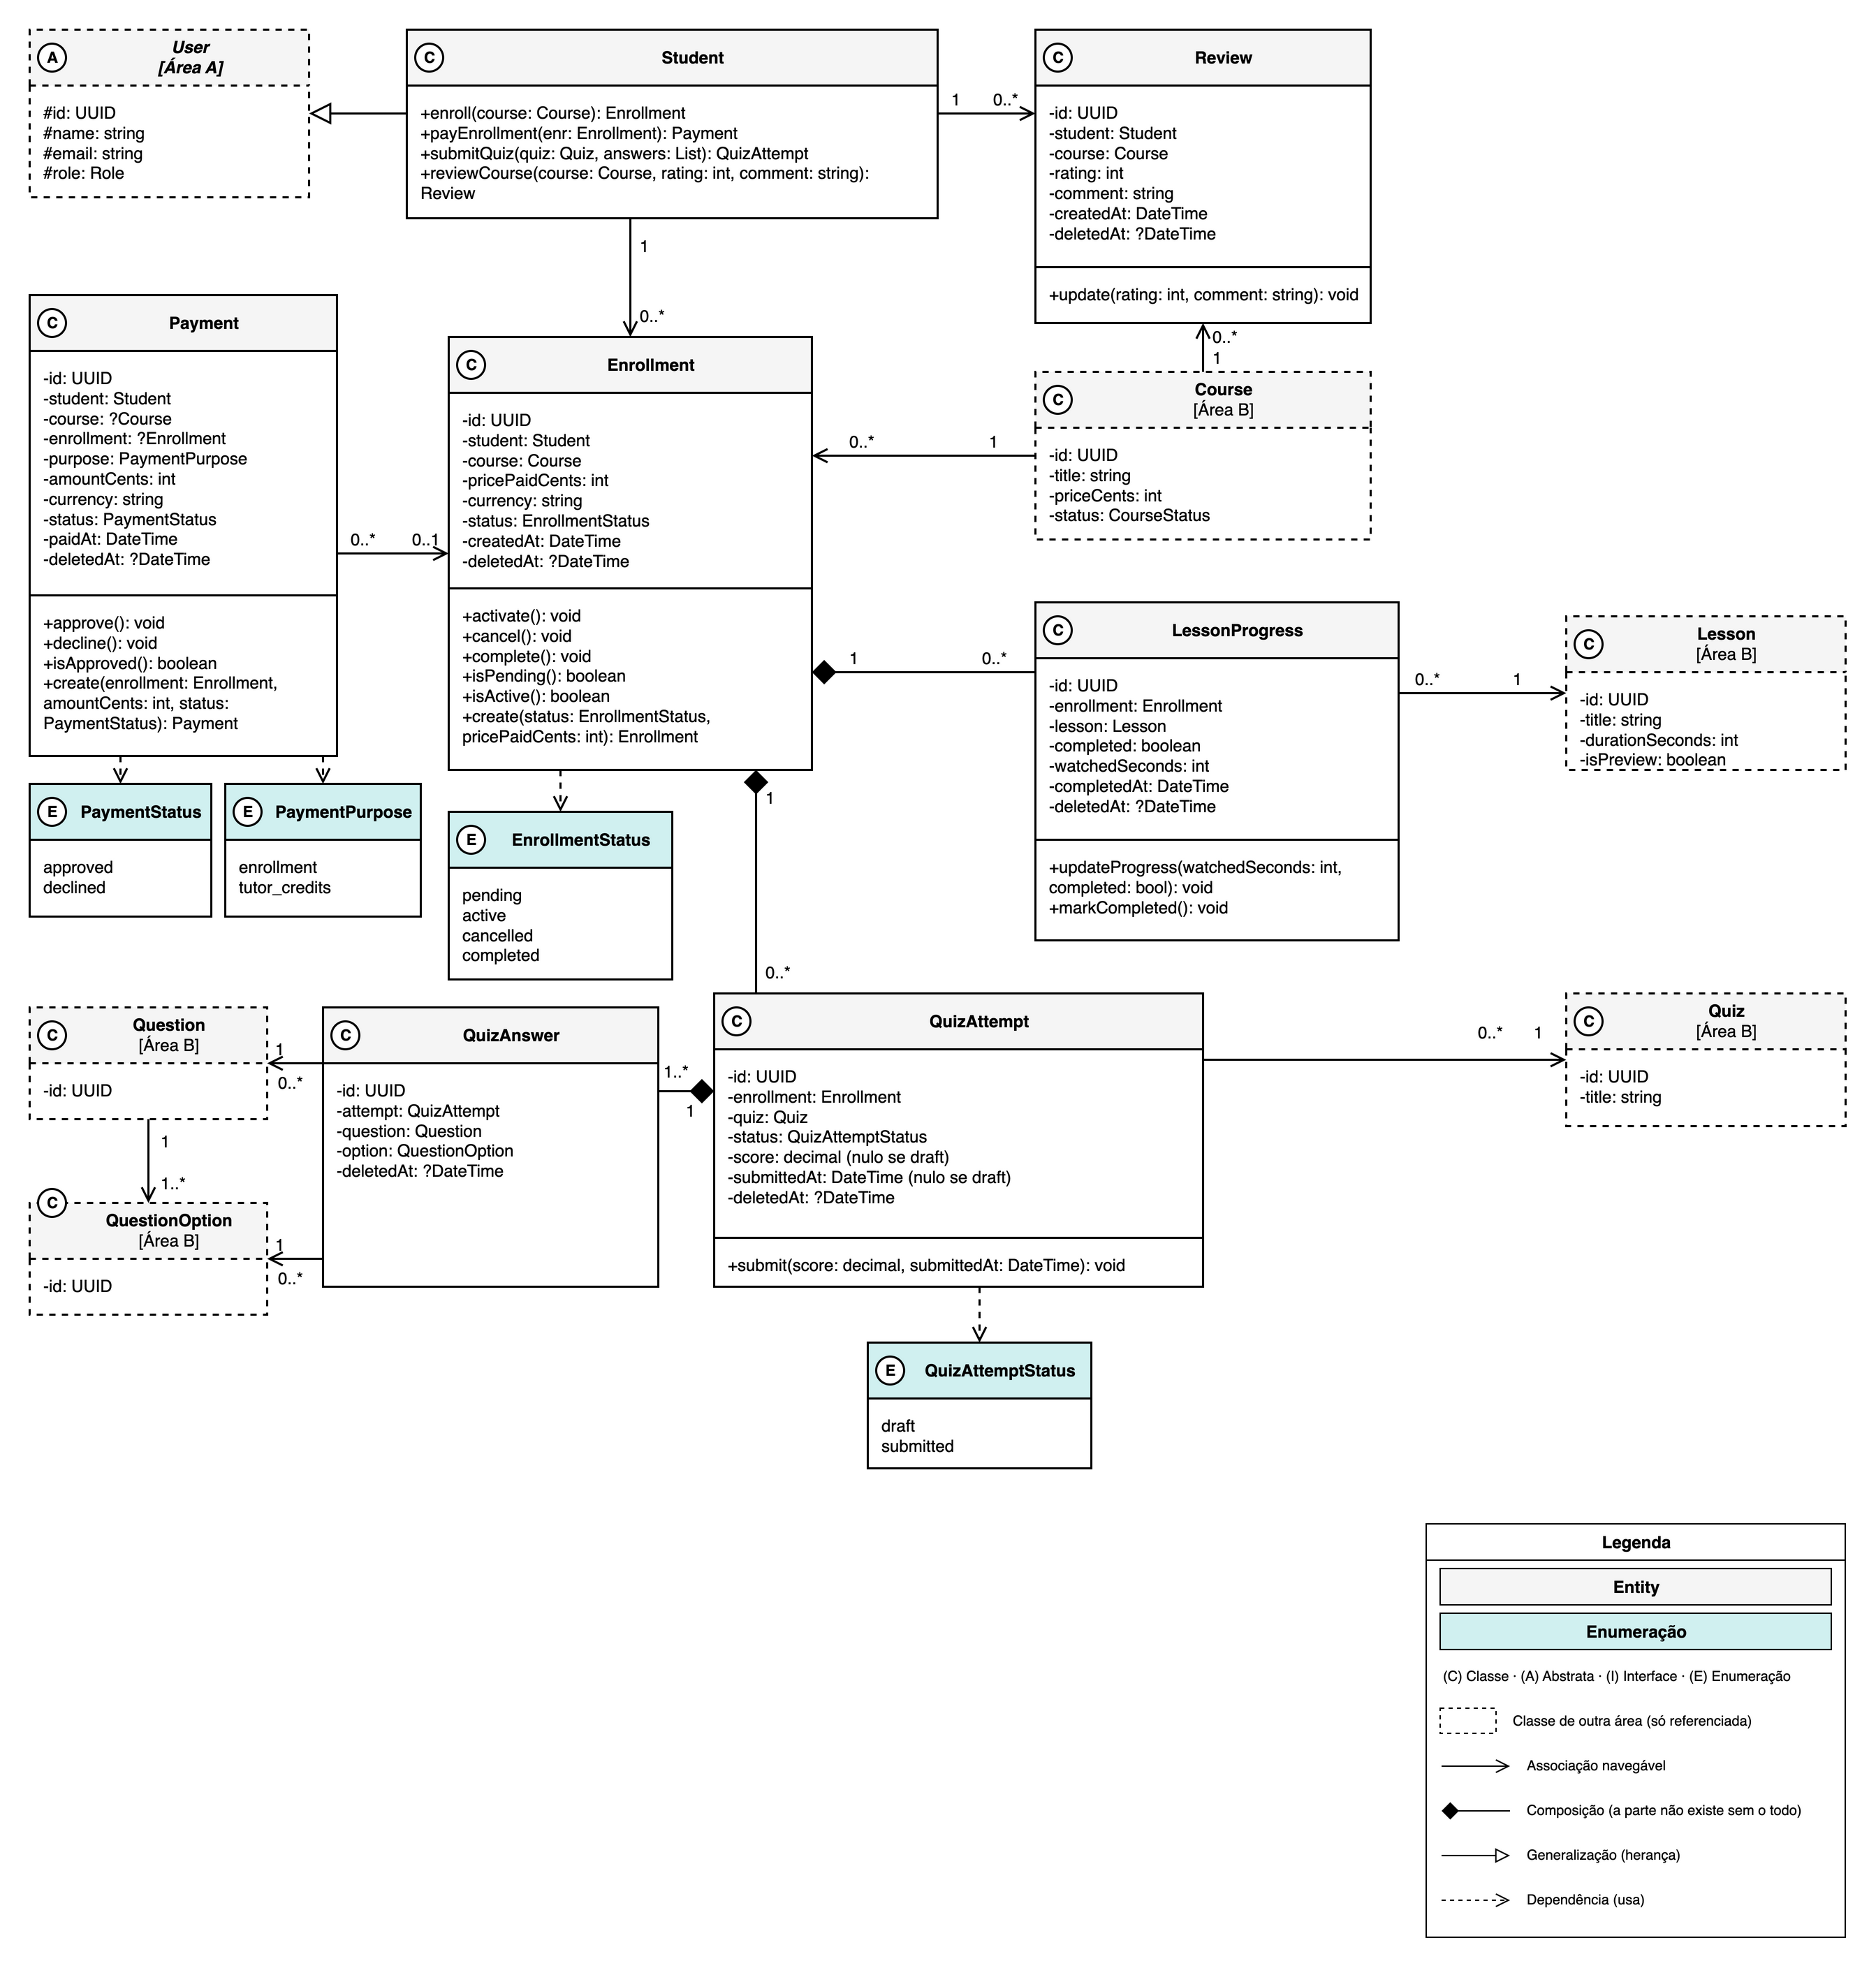 A
User
[Área A]
#id: UUID
#name: string
#email: string
#role: Role
C
Student
+enroll(course: Course): Enrollment
+payEnrollment(enr: Enrollment): Payment
+submitQuiz(quiz: Quiz, answers: List): QuizAttempt
+reviewCourse(course: Course, rating: int, comment: string):
Review
1
0..*
C
Review
-id: UUID
-student: Student
-course: Course
-rating: int
-comment: string
-createdAt: DateTime
-deletedAt: ?DateTime
+update(rating: int, comment: string): void
1
0..*
0..*
1
C
Payment
-id: UUID
-student: Student
-course: ?Course
-enrollment: ?Enrollment
-purpose: PaymentPurpose
-amountCents: int
-currency: string
-status: PaymentStatus
-paidAt: DateTime
-deletedAt: ?DateTime
+approve(): void
+decline(): void
+isApproved(): boolean
+create(enrollment: Enrollment,
amountCents: int, status:
PaymentStatus): Payment
0..*
0..1
C
Enrollment
-id: UUID
-student: Student
-course: Course
-pricePaidCents: int
-currency: string
-status: EnrollmentStatus
-createdAt: DateTime
-deletedAt: ?DateTime
+activate(): void
+cancel(): void
+complete(): void
+isPending(): boolean
+isActive(): boolean
+create(status: EnrollmentStatus,
pricePaidCents: int): Enrollment
0..*
1
C
Course
[Área B]
-id: UUID
-title: string
-priceCents: int
-status: CourseStatus
1
0..*
C
LessonProgress
-id: UUID
-enrollment: Enrollment
-lesson: Lesson
-completed: boolean
-watchedSeconds: int
-completedAt: DateTime
-deletedAt: ?DateTime
+updateProgress(watchedSeconds: int,
completed: bool): void
+markCompleted(): void
0..*
1
C
Lesson
[Área B]
-id: UUID
-title: string
-durationSeconds: int
-isPreview: boolean
E
PaymentStatus
approved
declined
E
PaymentPurpose
enrollment
tutor_credits
E
EnrollmentStatus
pending
active
cancelled
completed
1
0..*
C
Question
[Área B]
-id: UUID
1
0..*
1
1..*
C
QuestionOption
[Área B]
-id: UUID
1
0..*
C
QuizAnswer
-id: UUID
-attempt: QuizAttempt
-question: Question
-option: QuestionOption
-deletedAt: ?DateTime
1..*
1
C
QuizAttempt
-id: UUID
-enrollment: Enrollment
-quiz: Quiz
-status: QuizAttemptStatus
-score: decimal (nulo se draft)
-submittedAt: DateTime (nulo se draft)
-deletedAt: ?DateTime
+submit(score: decimal, submittedAt: DateTime): void
0..*
1
C
Quiz
[Área B]
-id: UUID
-title: string
E
QuizAttemptStatus
draft
submitted
Legenda
Entity
Enumeração
(C) Classe · (A) Abstrata · (I) Interface · (E) Enumeração
Classe de outra área (só referenciada)
Associação navegável
Composição (a parte não existe sem o todo)
Generalização (herança)
Dependência (usa)